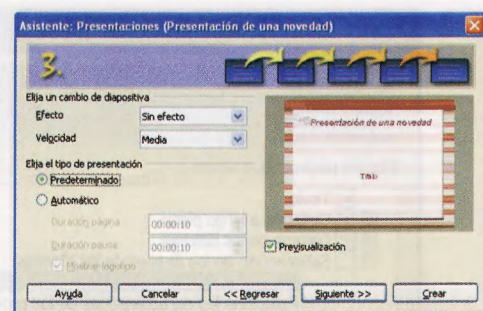 Asistente: Presentaciones (Presentación de una novedad)
3.
Elija un cambio de diapositiva
Efecto
Sin efecto
Velocidad
Media
Elija el tipo de presentación
Predeterminado
Automático
Duración página
00:00:10
Duración pausa
00:00:10
Mostrar logotipo
Presentación de una novedad
Título
Previsualización
Ayuda
Cancelar
<< Regresar
Siguiente >>
Crear